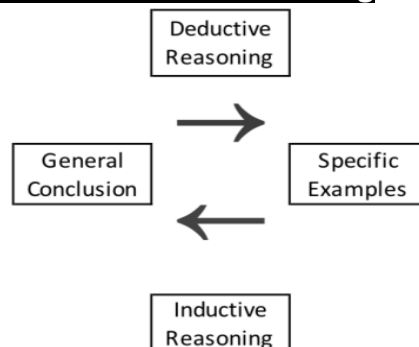 Deductive
Reasoning
General
Conclusion
Specific
Examples
Inductive
Reasoning